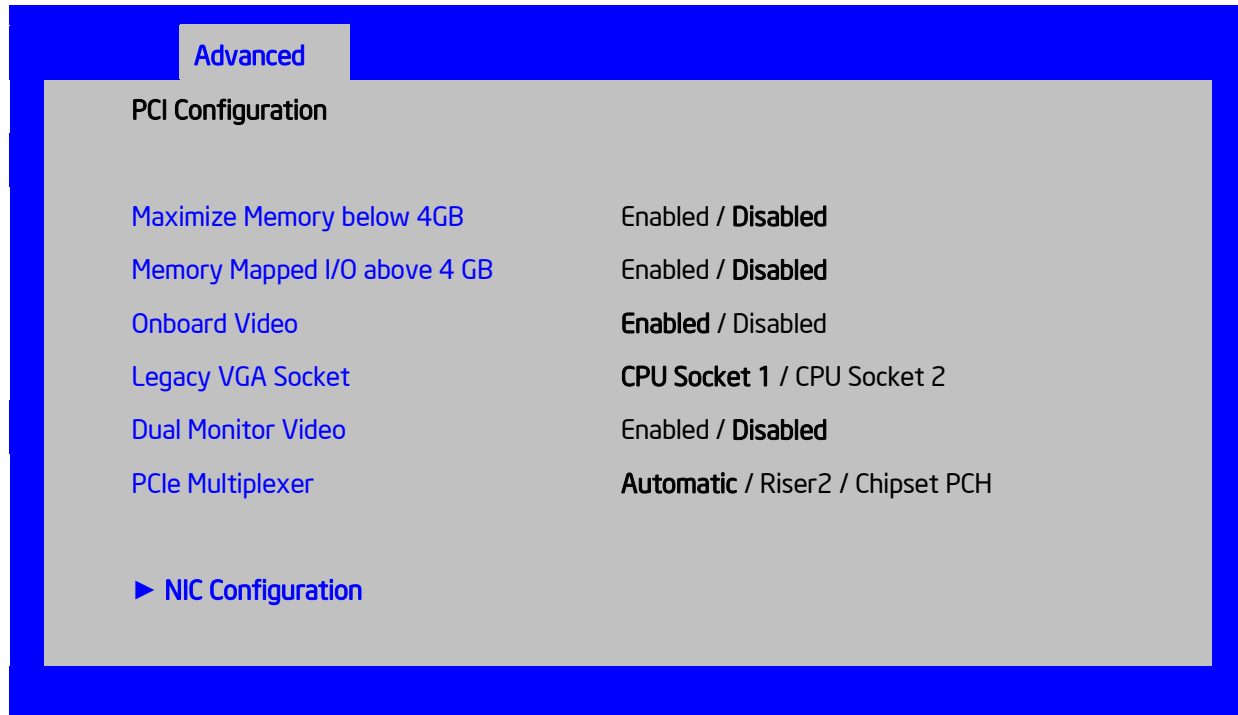 Advanced
PCI Configuration
Maximize Memory below 4GB Enabled / Disabled
Memory Mapped I/O above 4 GB Enabled / Disabled
Onboard Video Enabled / Disabled
Legacy VGA Socket CPU Socket 1 / CPU Socket 2
Dual Monitor Video Enabled / Disabled
PCIe Multiplexer Automatic / Riser2 / Chipset PCH
► NIC Configuration